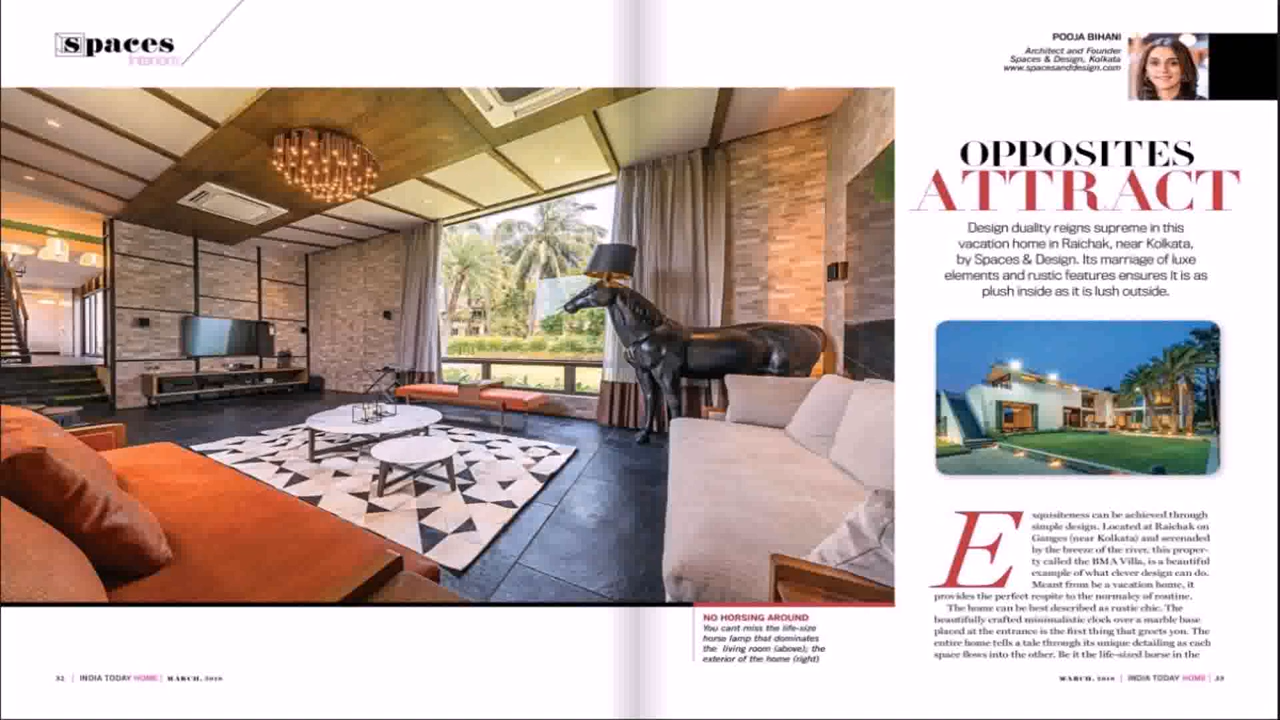 spaces
Interiors
POOJA BIHANI
Architect and Founder
Spaces & Design, Kolkata
www.spacesanddesign.com
OPPOSITES
ATTRACT
Design duality reigns supreme in this
vacation home in Raichak, near Kolkata,
by Spaces & Design. Its marriage of luxe
elements and rustic features ensures it is as
plush inside as it is lush outside.
Esquisiteness can be achieved through
simple design. Located at Raichak on
Ganges (near Kolkata) and serenaded
by the breeze of the river, this proper-
ty called the BMA Villa, is a beautiful
example of what clever design can do.
Meant from be a vacation home, it
provides the perfect respite to the normalcy of routine.
The home can be best described as rustic chic. The
beautifully crafted minimalistic clock over a marble base
placed at the entrance is the first thing that greets you. The
entire home tells a tale through its unique detailing as each
space flows into the other. Be it the life-sized horse in the
NO HORSING AROUND
You cant miss the life-size
horse lamp that dominates
the living room (above); the
exterior of the home (right)
32 | INDIA TODAY HOME | MARCH, 2018
MARCH, 2018 | INDIA TODAY HOME | 33